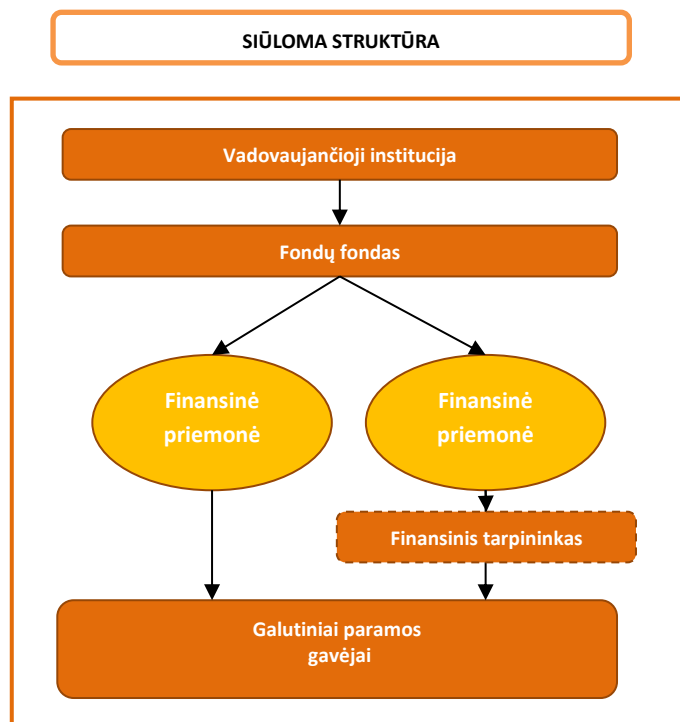 SIŪLOMA STRUKTŪRA
Vadovaujančioji institucija
Fondų fondas
Finansinė
priemonė
Finansinė
priemonė
Finansinis tarpininkas
Galutiniai paramos
gavėjai